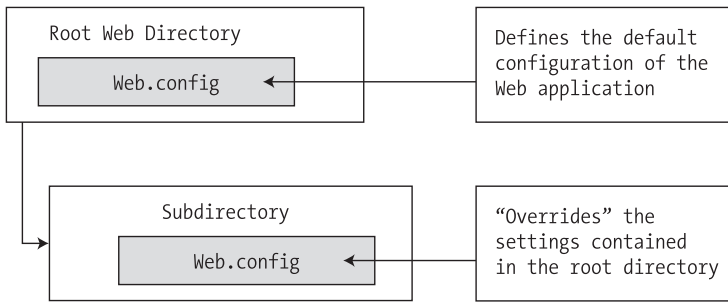 Root Web Directory
Web.config
Defines the default
configuration of the
Web application
Subdirectory
Web.config
“Overrides” the
settings contained
in the root directory